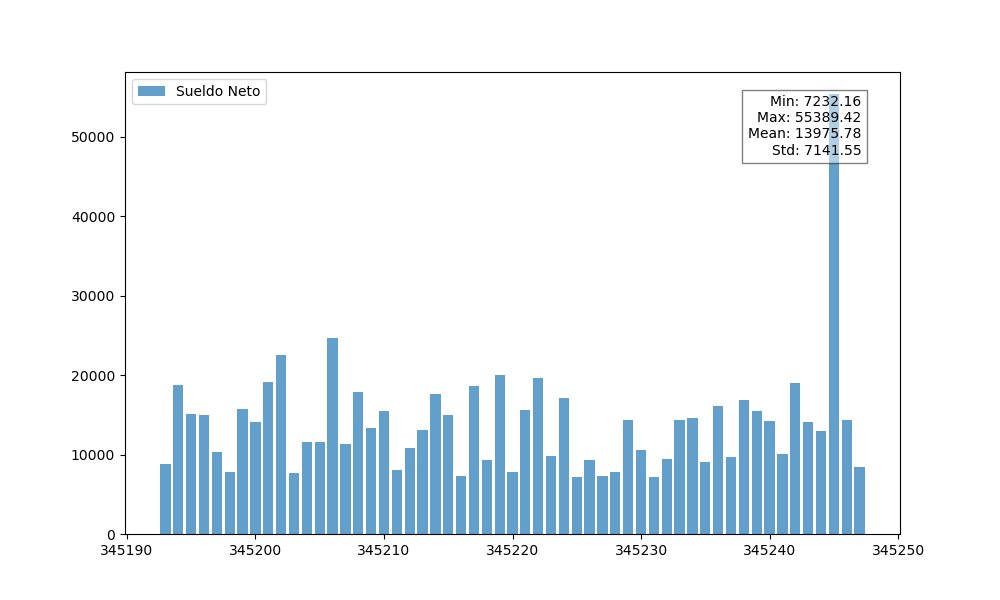 Sueldo Neto
Min: 7232.16
Max: 55389.42
Mean: 13975.78
Std: 7141.55
50000
40000
30000
20000
10000
0
345190 345200 345210 345220 345230 345240 345250